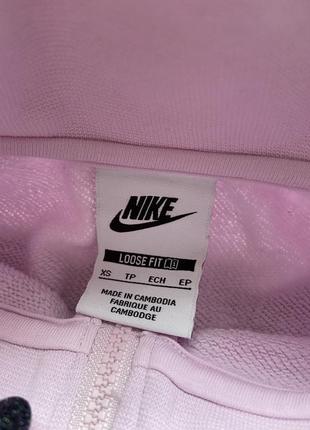 NIKE
LOOSE FIT
XS TP ECH EP
MADE IN CAMBODIA
FABRIQUE AU
CAMBODGE